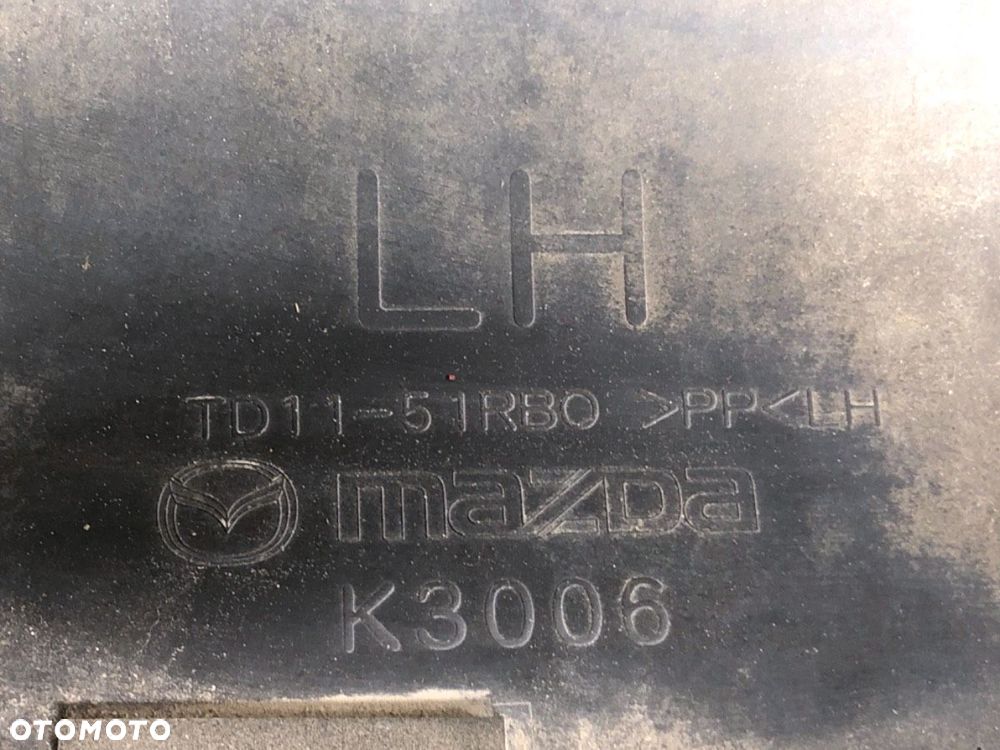 LH
TD11-51RB0 >PP<LH
mazda
K3006
OTOMOTO